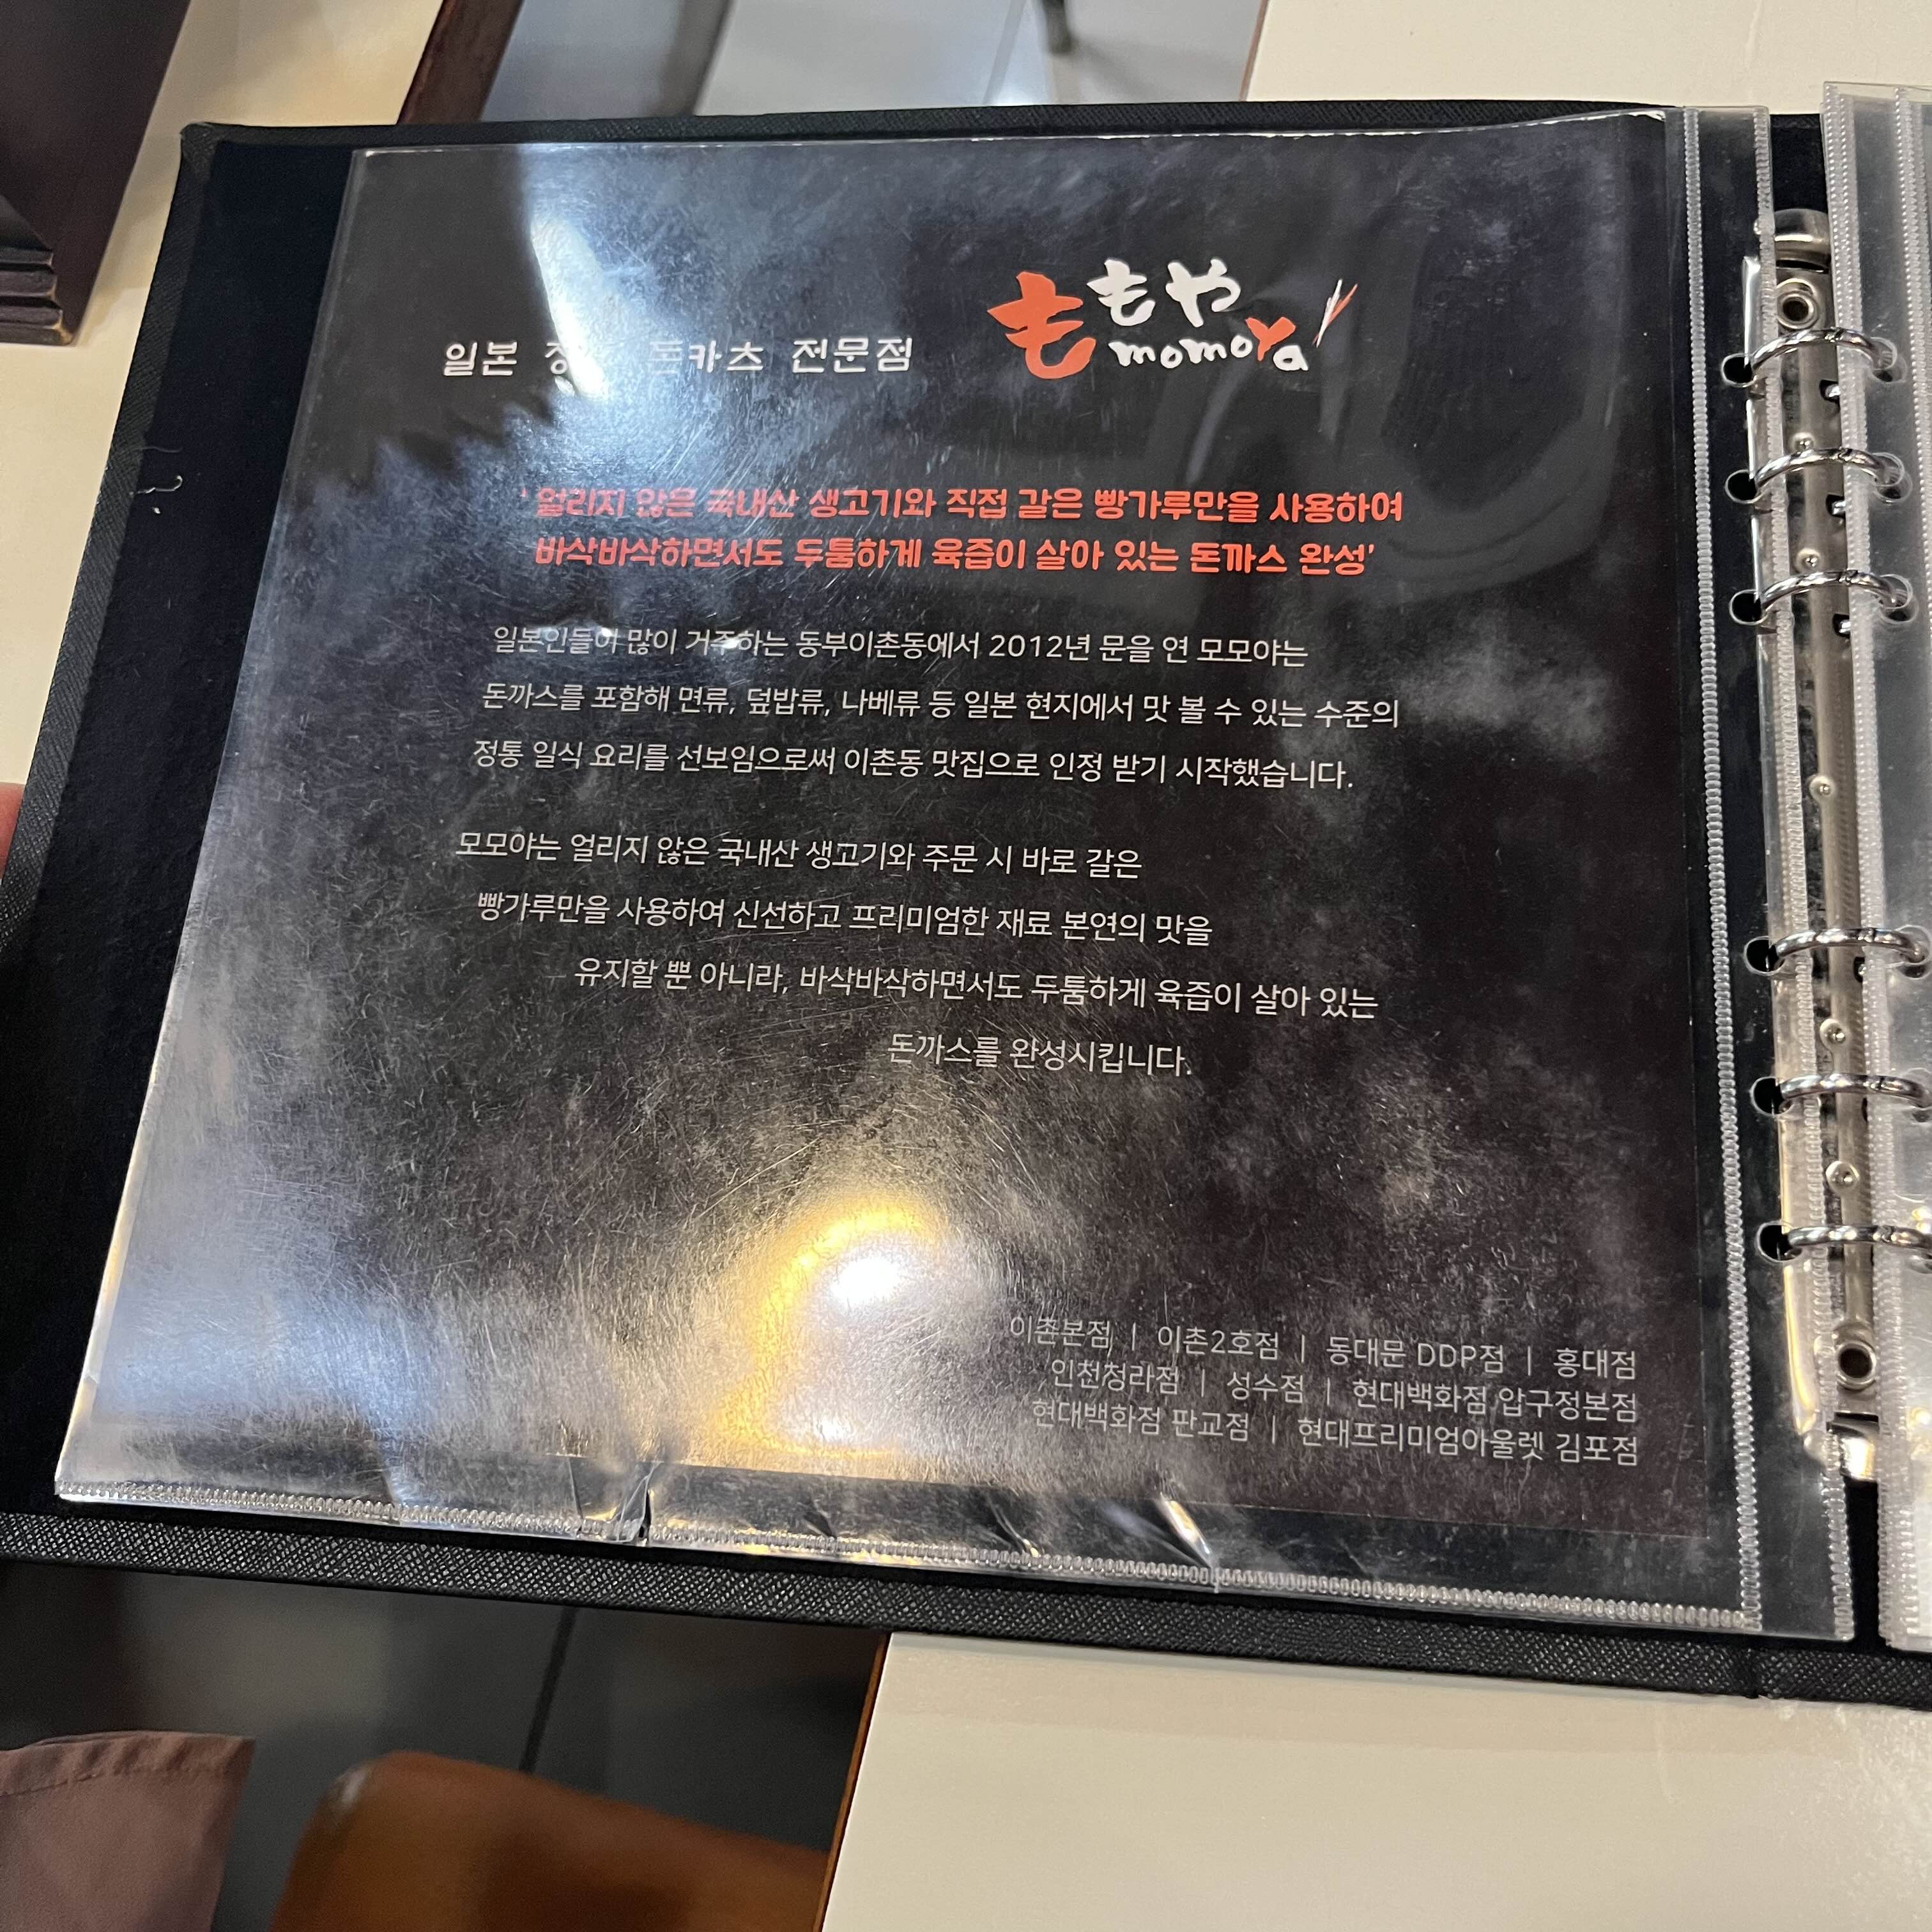 ももや
momoya
일본 돈카츠 전문점
' 얼리지 않은 국내산 생고기와 직접 갈은 빵가루만을 사용하여
바삭바삭하면서도 두툼하게 육즙이 살아 있는 돈까스 완성'
일본인들이 많이 거주하는 동부이촌동에서 2012년 문을 연 모모야는
돈까스를 포함해 면류, 덮밥류, 나베류 등 일본 현지에서 맛 볼 수 있는 수준의
정통 일식 요리를 선보임으로써 이촌동 맛집으로 인정 받기 시작했습니다.
모모야는 얼리지 않은 국내산 생고기와 주문 시 바로 갈은
빵가루만을 사용하여 신선하고 프리미엄한 재료 본연의 맛을
유지할 뿐 아니라, 바삭바삭하면서도 두툼하게 육즙이 살아 있는
돈까스를 완성시킵니다.
이촌본점 | 이촌2호점 | 동대문 DDP점 | 홍대점
인천청라점 | 성수점 | 현대백화점 압구정본점
현대백화점 판교점 | 현대프리미엄아울렛 김포점